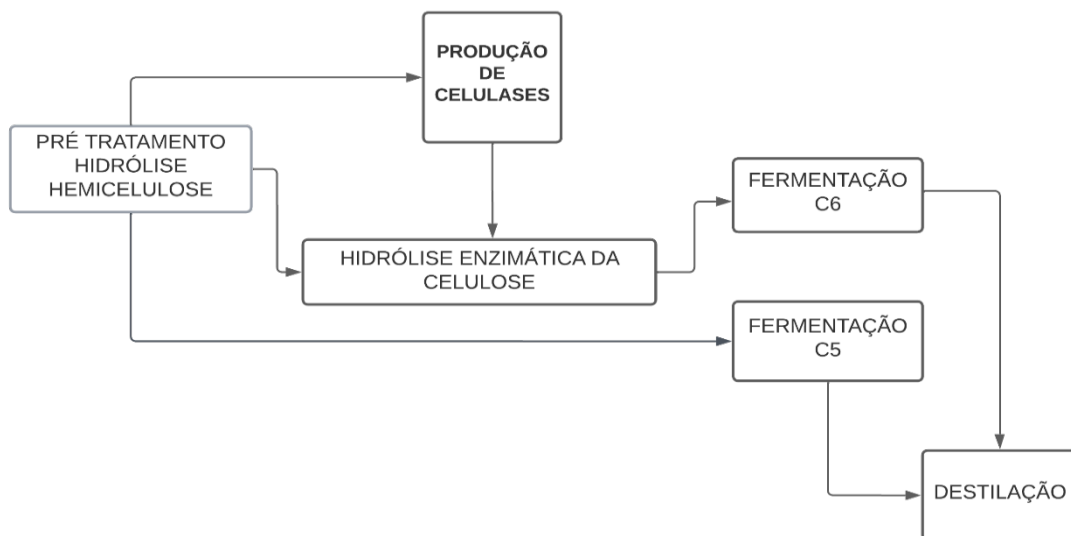 PRODUÇÃO
DE
CELULASES
PRÉ TRATAMENTO
HIDRÓLISE
HEMICELULOSE
FERMENTAÇÃO
C6
HIDRÓLISE ENZIMÁTICA DA
CELULOSE
FERMENTAÇÃO
C5
DESTILAÇÃO